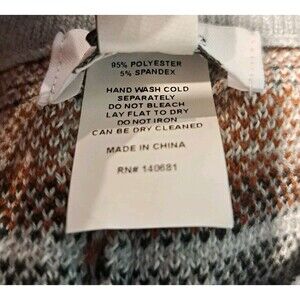 95% POLYESTER
5% SPANDEX
HAND WASH COLD
SEPARATELY
DO NOT BLEACH
LAY FLAT TO DRY
DO NOT IRON
CAN BE DRY CLEANED
MADE IN CHINA
RN# 140681